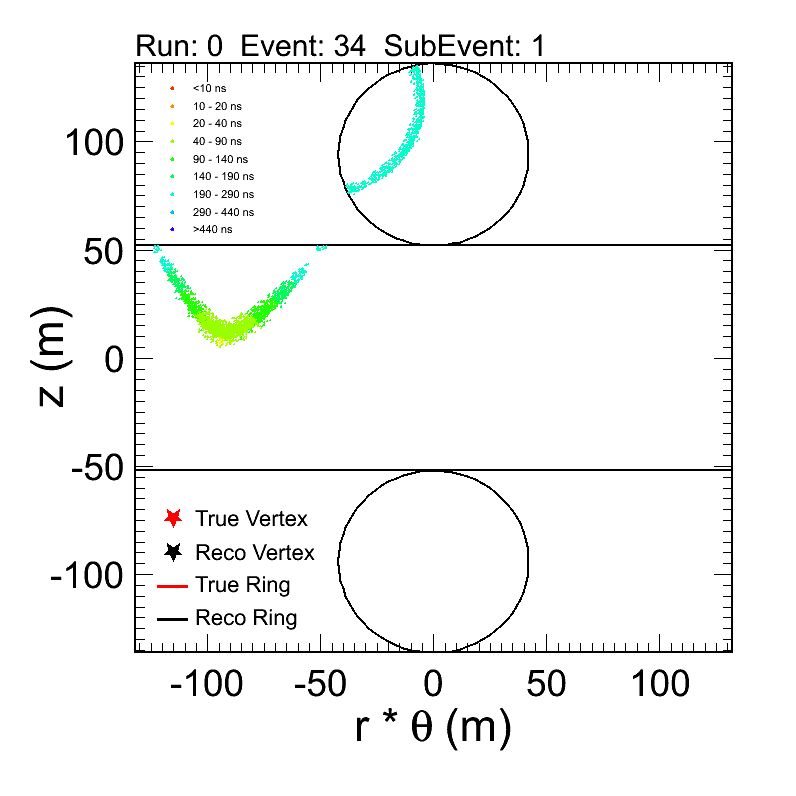 Run: 0  Event: 34  SubEvent: 1
<10 ns
10 - 20 ns
20 - 40 ns
40 - 90 ns
90 - 140 ns
140 - 190 ns
190 - 290 ns
290 - 440 ns
>440 ns
100
50
0
-50
-100
z (m)
True Vertex
Reco Vertex
True Ring
Reco Ring
-100 -50 0 50 100
r * θ (m)